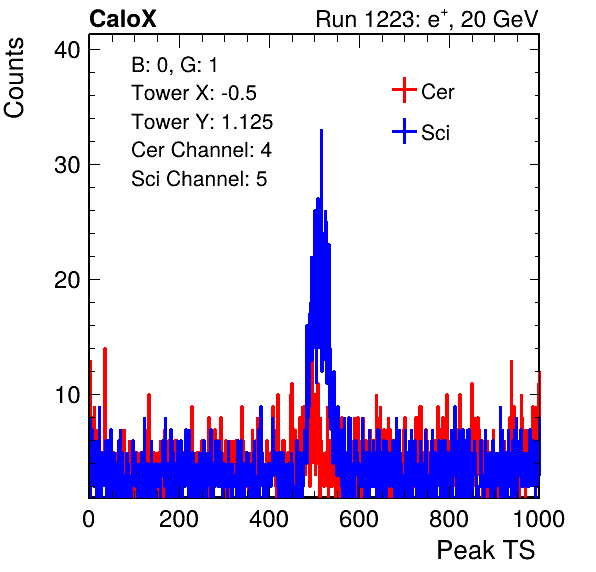 CaloX Run 1223: e⁺, 20 GeV
Counts
40
30
20
10
B: 0, G: 1
Tower X: -0.5
Tower Y: 1.125
Cer Channel: 4
Sci Channel: 5
Cer
Sci
0 200 400 600 800 1000
Peak TS